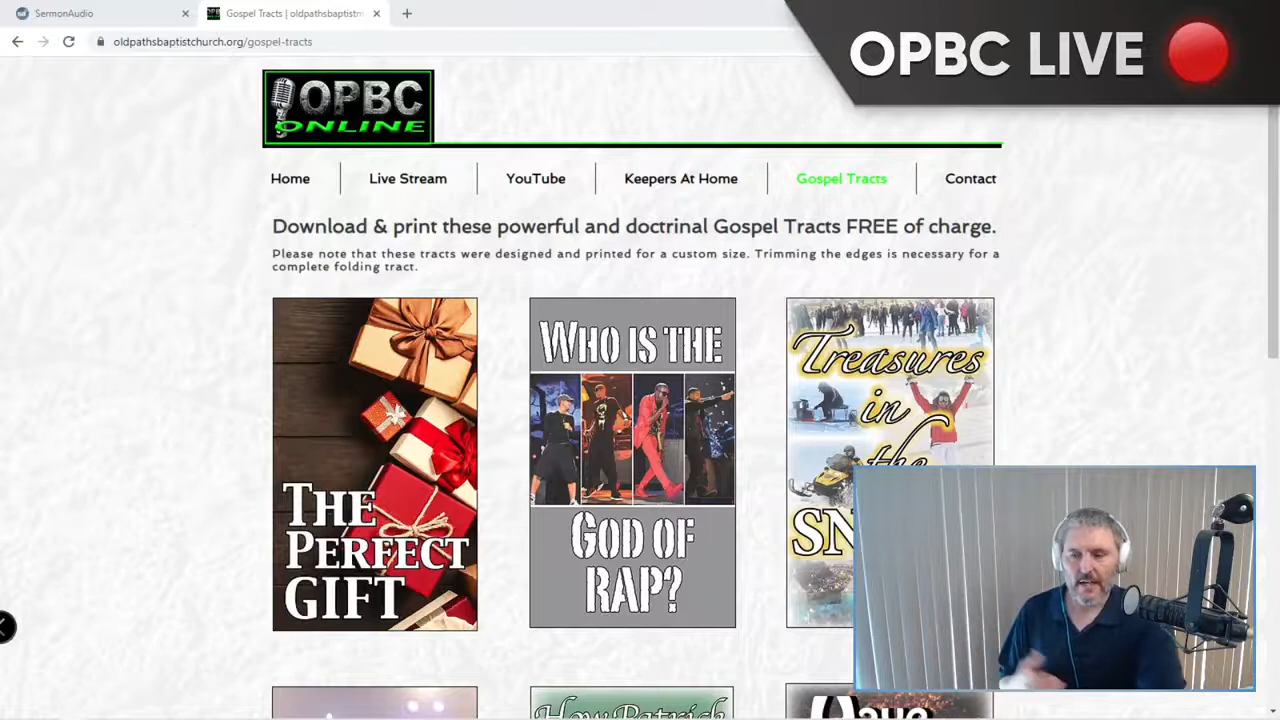 SermonAudio
Gospel Tracts | oldpathsbaptistm
OPBC LIVE
oldpathsbaptistchurch.org/gospel-tracts
OPBC
ONLINE
Home
Live Stream
YouTube
Keepers At Home
Gospel Tracts
Contact
Download & print these powerful and doctrinal Gospel Tracts FREE of charge.
Please note that these tracts were designed and printed for a custom size. Trimming the edges is necessary for a
complete folding tract.
THE
PERFECT
GIFT
WHO IS THE
GOD OF
RAP?
Treasures
in
the
SN
How Patrick